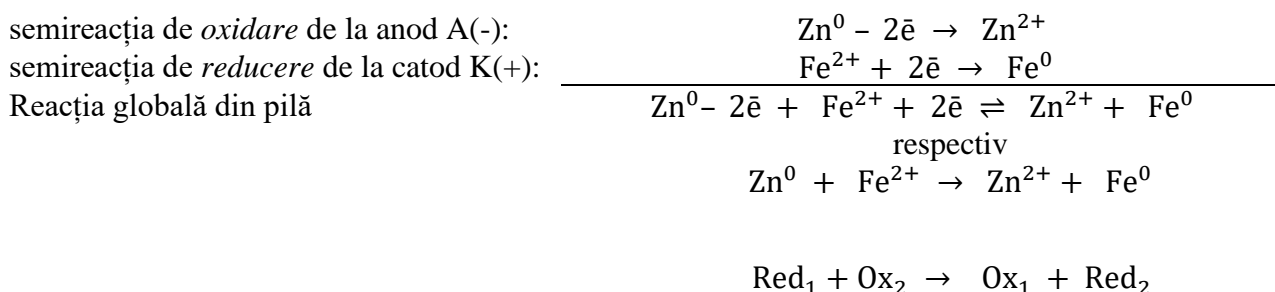 semireacția de oxidare de la anod A(-): Zn⁰ – 2ē → Zn²⁺
semireacția de reducere de la catod K(+): Fe²⁺ + 2ē → Fe⁰
Reacția globală din pilă Zn⁰– 2ē + Fe²⁺ + 2ē ⇌ Zn²⁺ + Fe⁰
respectiv
Zn⁰ + Fe²⁺ → Zn²⁺ + Fe⁰
Red₁ + Ox₂ → Ox₁ + Red₂